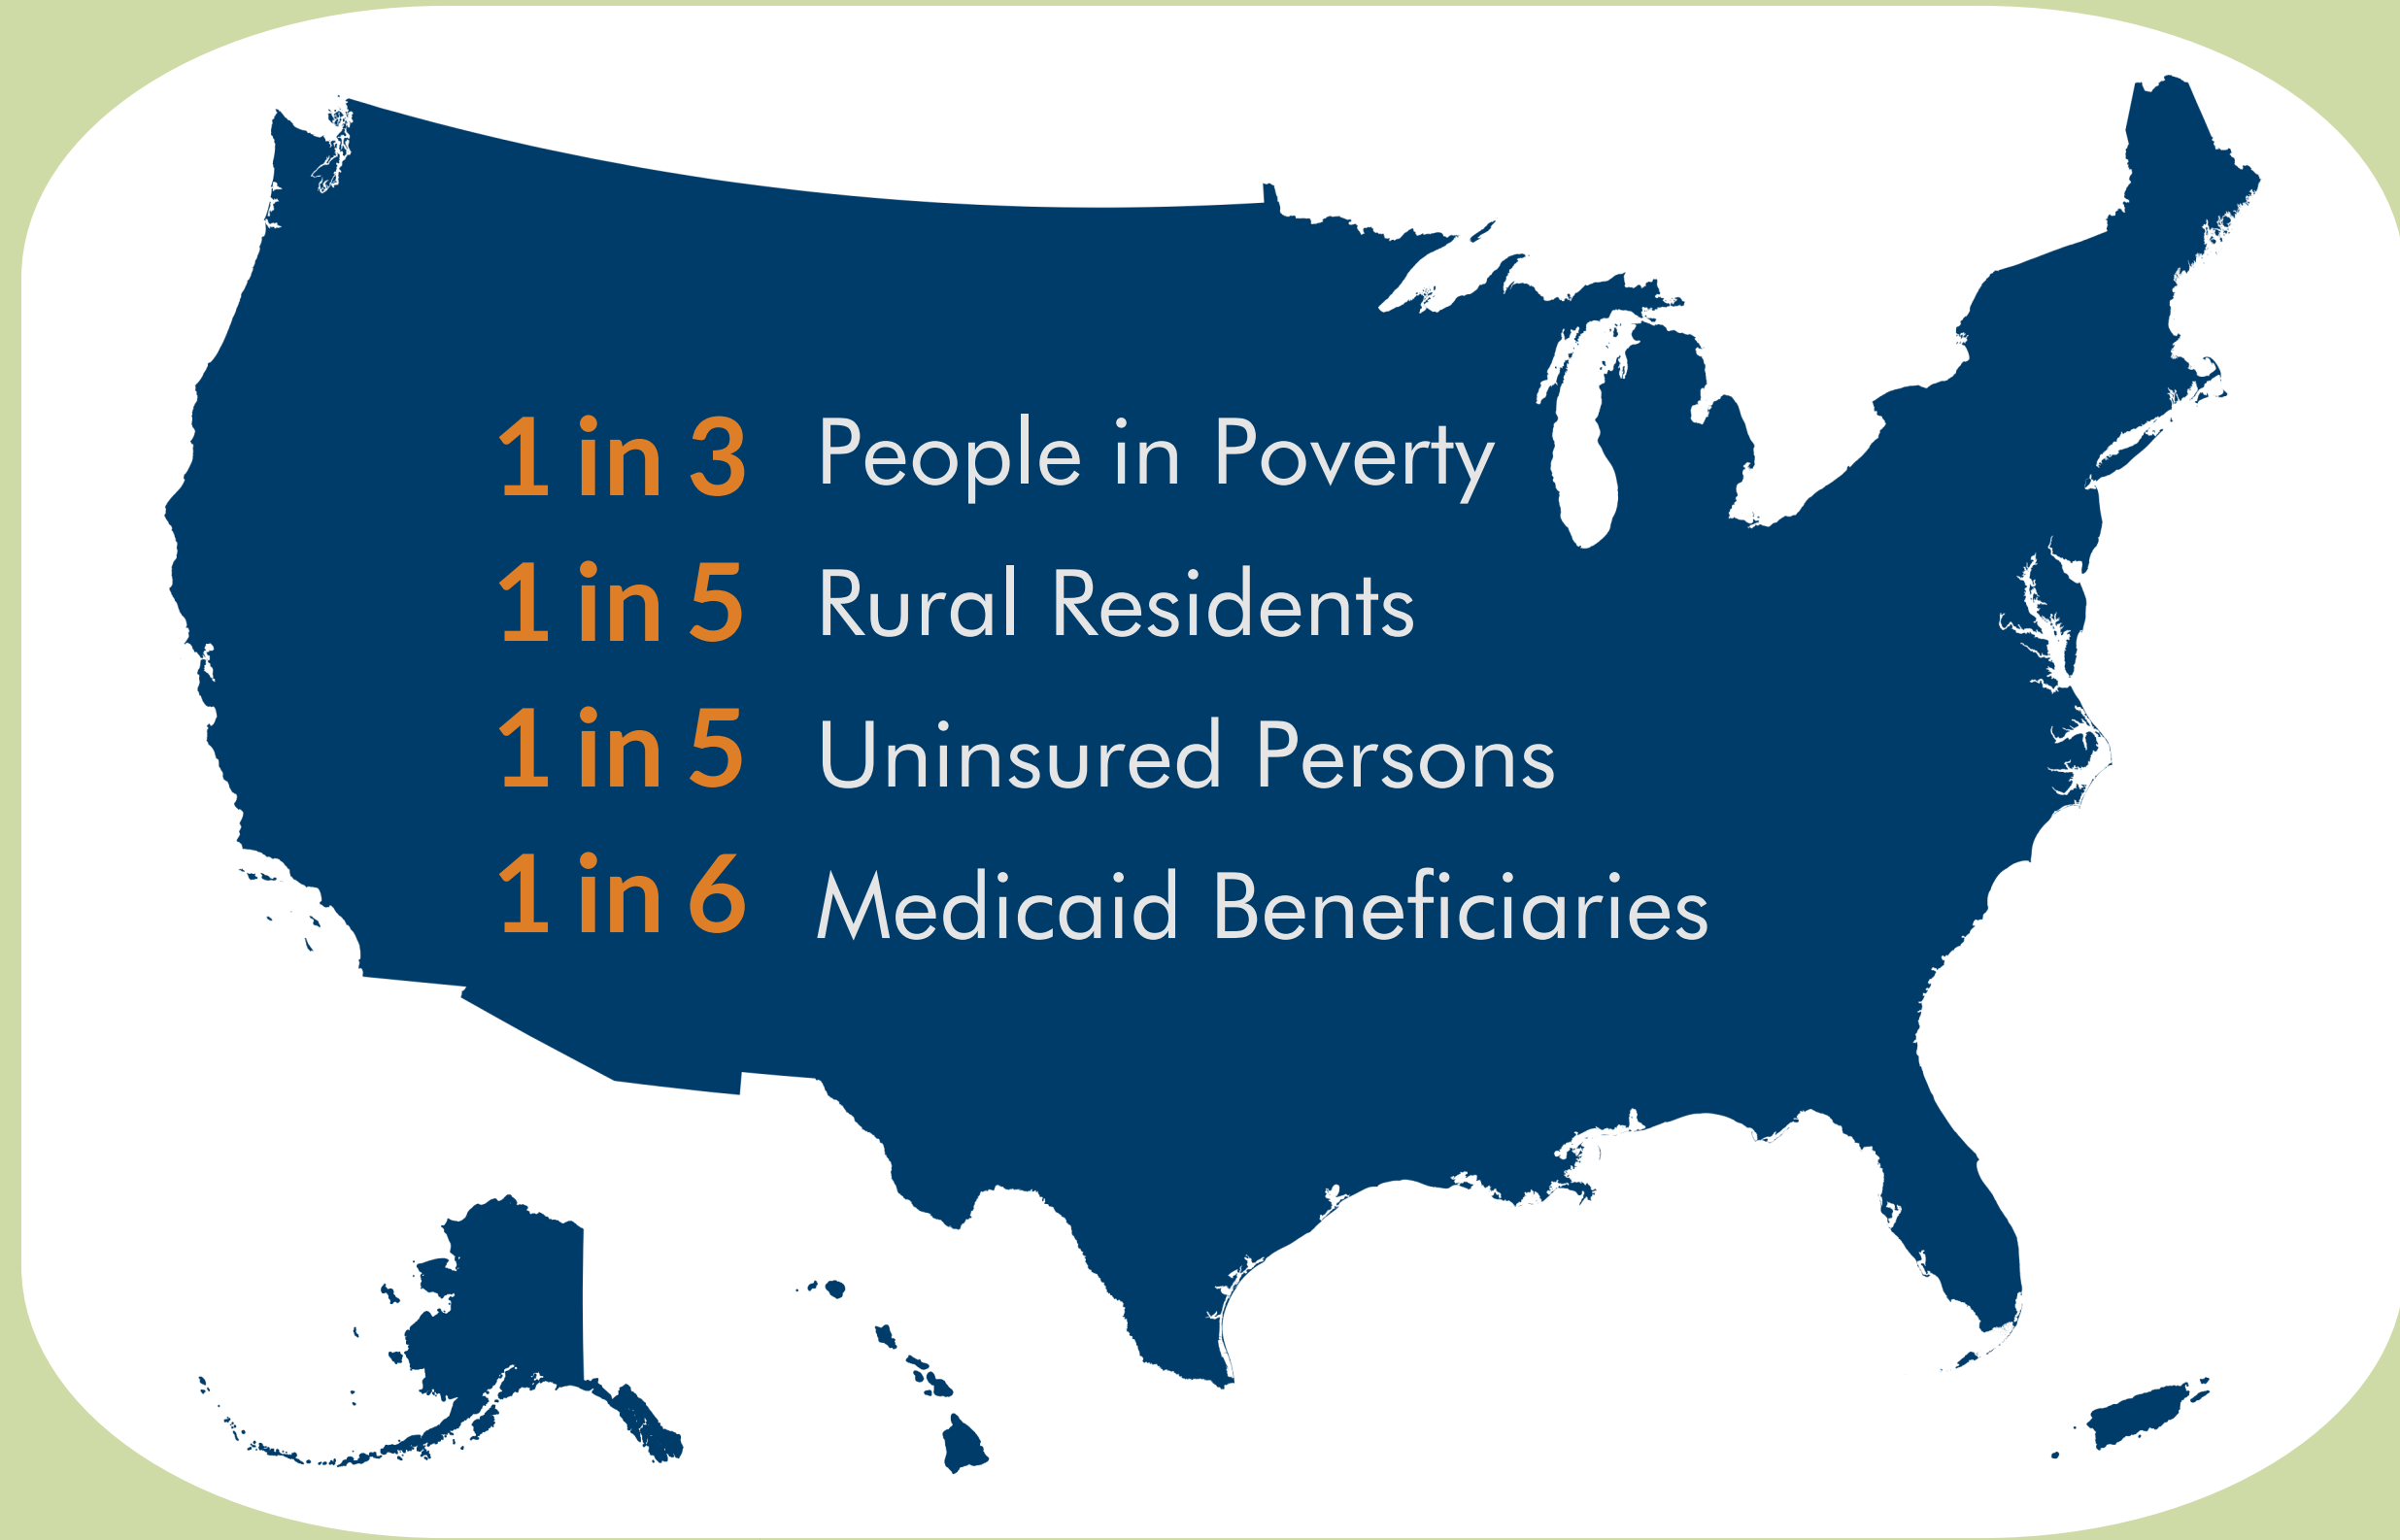 1 in 3 People in Poverty
1 in 5 Rural Residents
1 in 5 Uninsured Persons
1 in 6 Medicaid Beneficiaries